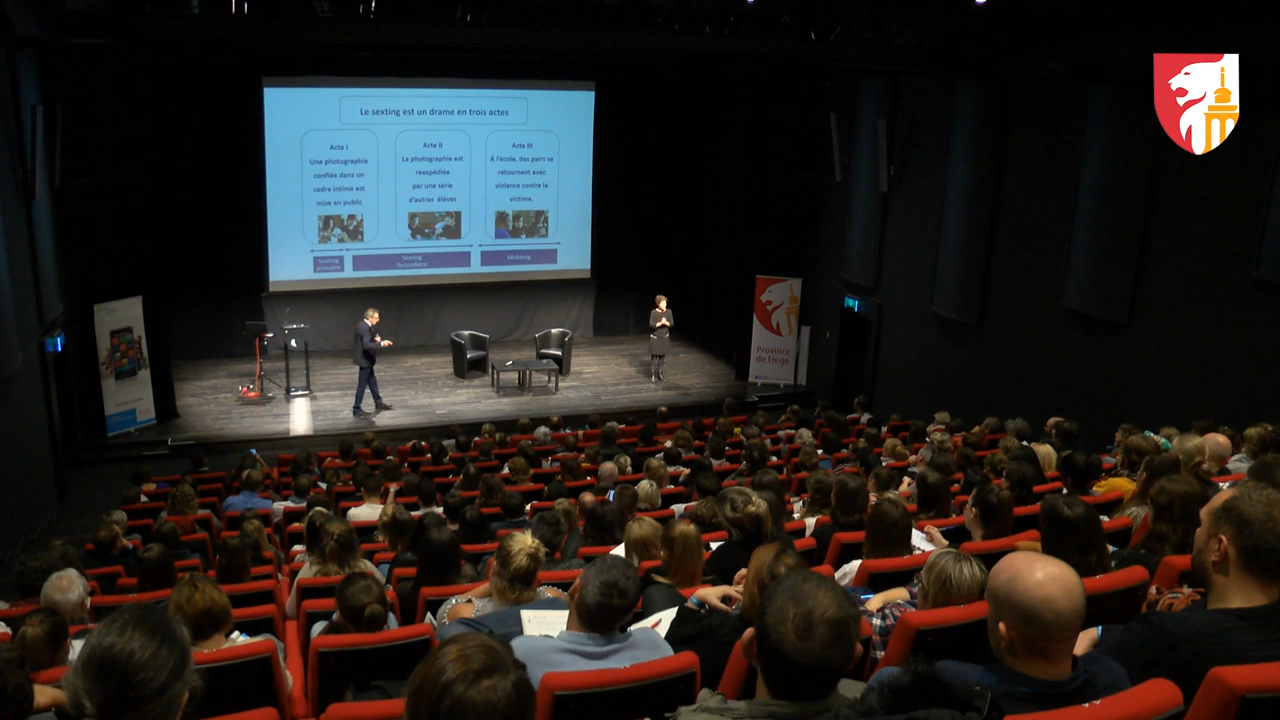 Le sexting est un drame en trois actes
Acte I
Une photographie
confiée dans un
cadre intime est
mise en public
Acte II
La photographie est
réexpédiée
par une série
d'autres élèves
Acte III
À l'école, des pairs se
retournent avec
violence contre la
victime.
Sexting
primaire
Sexting
Secondaire
Mobbing
Province
de Liège